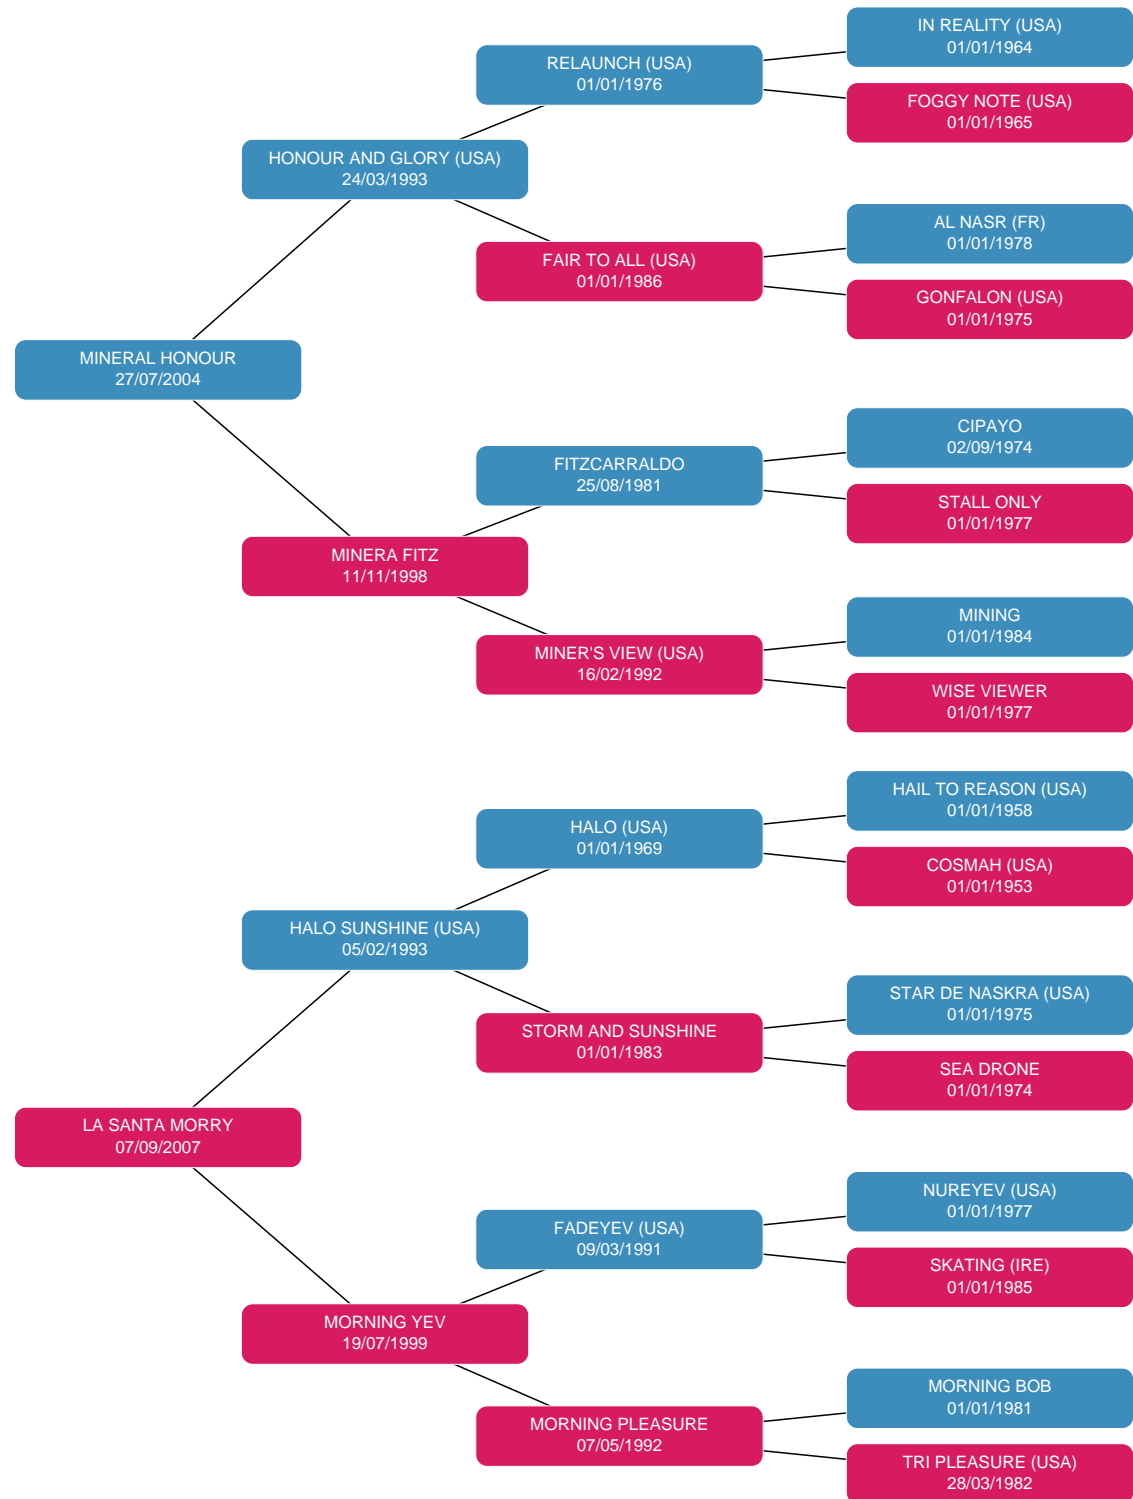 IN REALITY (USA)
01/01/1964
RELAUNCH (USA)
01/01/1976
FOGGY NOTE (USA)
01/01/1965
HONOUR AND GLORY (USA)
24/03/1993
AL NASR (FR)
01/01/1978
FAIR TO ALL (USA)
01/01/1986
GONFALON (USA)
01/01/1975
MINERAL HONOUR
27/07/2004
CIPAYO
02/09/1974
FITZCARRALDO
25/08/1981
STALL ONLY
01/01/1977
MINERA FITZ
11/11/1998
MINING
01/01/1984
MINER'S VIEW (USA)
16/02/1992
WISE VIEWER
01/01/1977
HAIL TO REASON (USA)
01/01/1958
HALO (USA)
01/01/1969
COSMAH (USA)
01/01/1953
HALO SUNSHINE (USA)
05/02/1993
STAR DE NASKRA (USA)
01/01/1975
STORM AND SUNSHINE
01/01/1983
SEA DRONE
01/01/1974
LA SANTA MORRY
07/09/2007
NUREYEV (USA)
01/01/1977
FADEYEV (USA)
09/03/1991
SKATING (IRE)
01/01/1985
MORNING YEV
19/07/1999
MORNING BOB
01/01/1981
MORNING PLEASURE
07/05/1992
TRI PLEASURE (USA)
28/03/1982